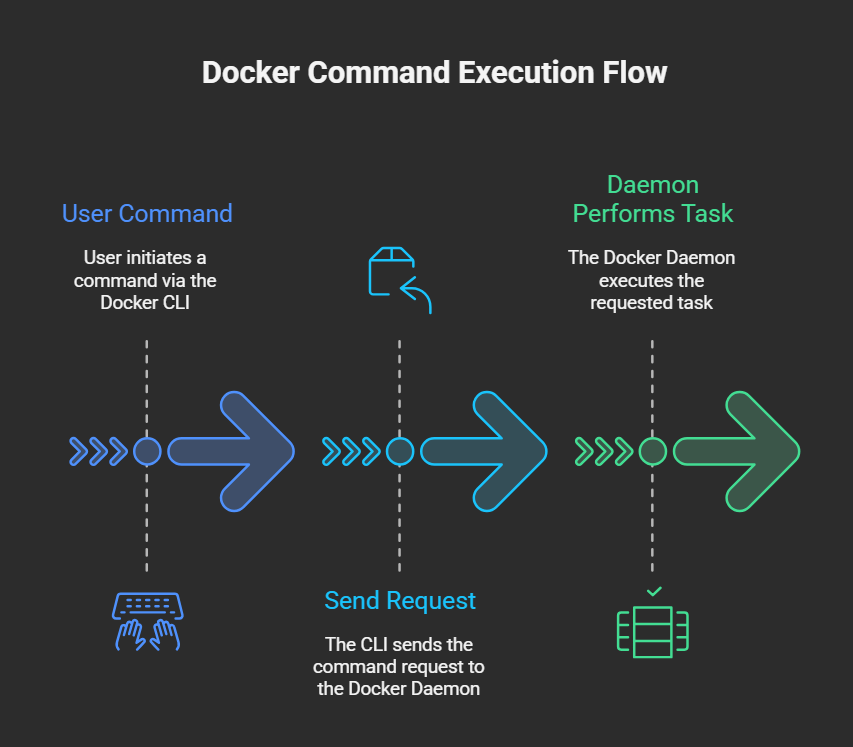 Docker Command Execution Flow
User Command
User initiates a
command via the
Docker CLI
Send Request
The CLI sends the
command request to
the Docker Daemon
Daemon
Performs Task
The Docker Daemon
executes the
requested task